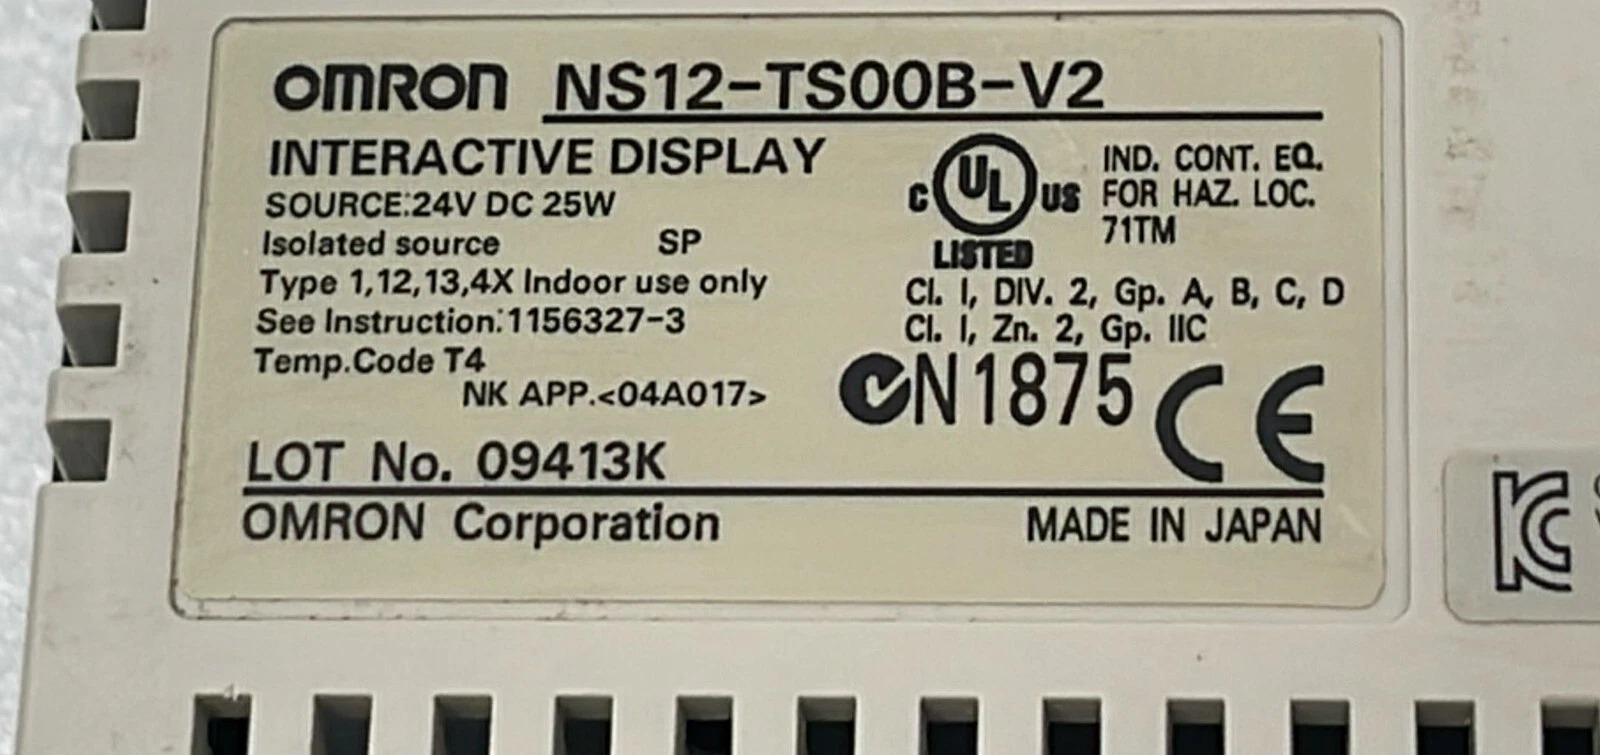 OMRON NS12-TS00B-V2
INTERACTIVE DISPLAY
SOURCE:24V DC 25W
Isolated source SP
Type 1,12,13,4X Indoor use only
See Instruction:1156327-3
Temp.Code T4
NK APP.<04A017>
C UL US
LISTED
IND. CONT. EQ.
FOR HAZ. LOC.
71TM
Cl. I, DIV. 2, Gp. A, B, C, D
Cl. I, Zn. 2, Gp. IIC
N1875 CE
LOT No. 09413K
OMRON Corporation MADE IN JAPAN
KC